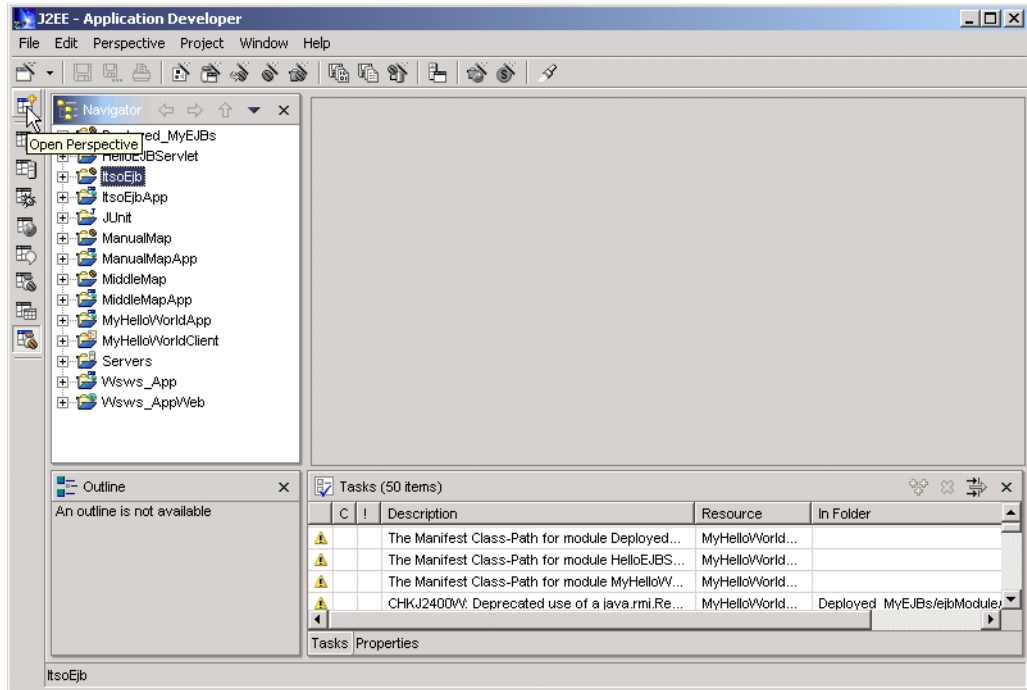 J2EE - Application Developer
File Edit Perspective Project Window Help
Navigator
Open Perspective
HelloEJBServlet
ItsoEjb
ItsoEjbApp
JUnit
ManualMap
ManualMapApp
MiddleMap
MiddleMapApp
MyHelloWorldApp
MyHelloWorldClient
Servers
Wsws_App
Wsws_AppWeb
Outline
An outline is not available
Tasks (50 items)
C ! Description Resource In Folder
The Manifest Class-Path for module Deployed... MyHelloWorld...
The Manifest Class-Path for module HelloEJBS... MyHelloWorld...
The Manifest Class-Path for module MyHelloW... MyHelloWorld...
CHKJ2400W: Deprecated use of a java.rmi.Re... MyHelloWorld... Deployed_MyEJBs/ejbModule/
Tasks Properties
ItsoEjb